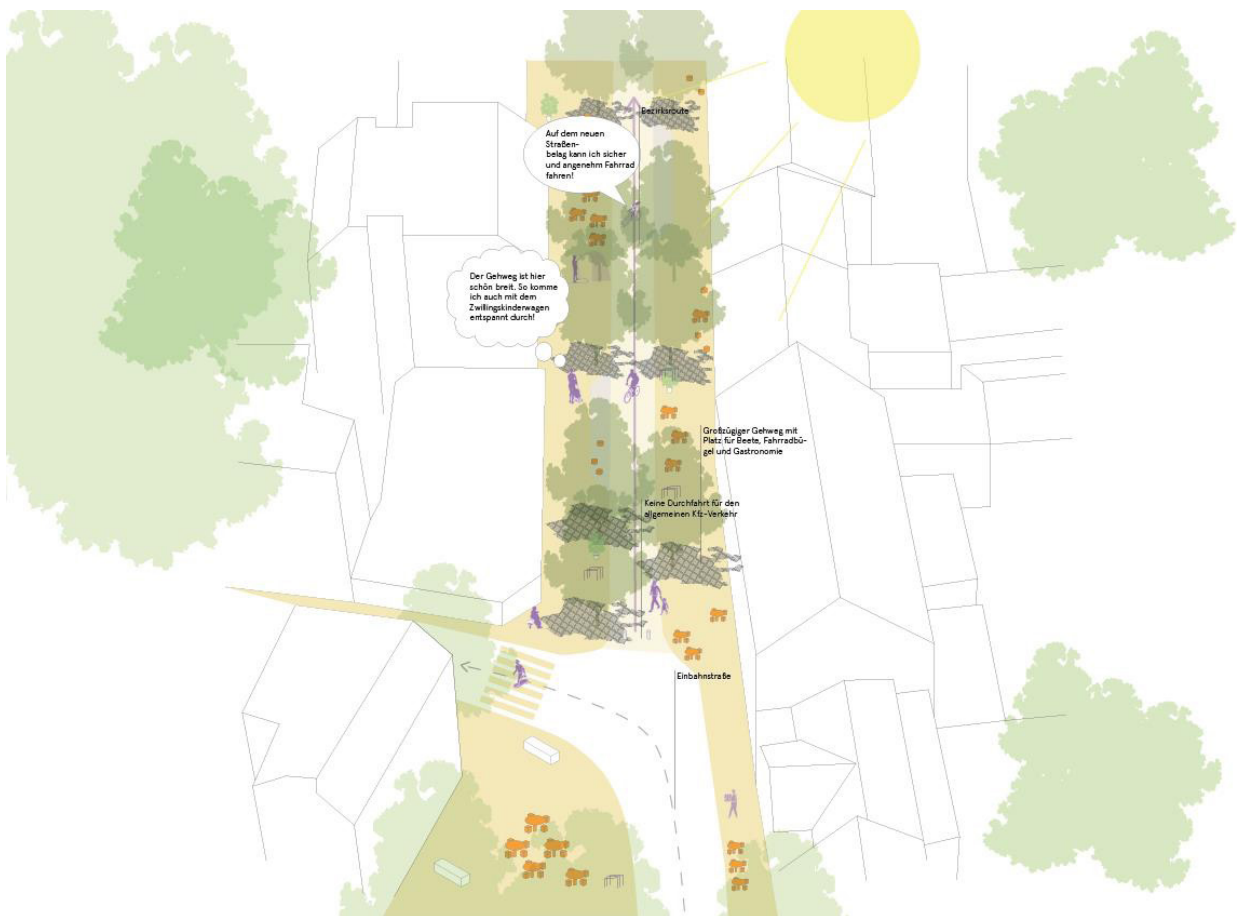 Bezirksroute
Auf dem neuen
Straßen-
belag kann ich sicher
und angenehm Fahrrad
fahren!
Der Gehweg ist hier
schön breit. So komme
ich auch mit dem
Zwillingskinderwagen
entspannt durch!
Großzügiger Gehweg mit
Platz für Beete, Fahrradbü-
gel und Gastronomie
Keine Durchfahrt für den
allgemeinen Kfz-Verkehr
Einbahnstraße